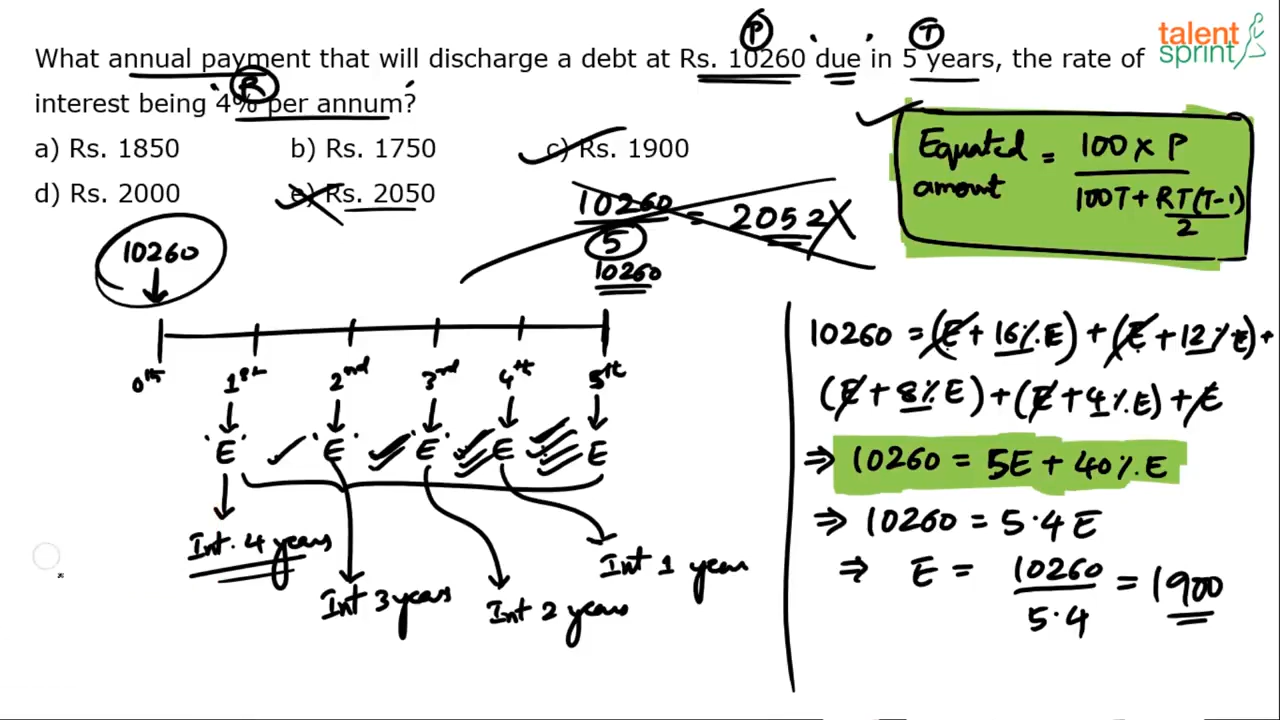 P T
talent
sprint
What annual payment that will discharge a debt at Rs. 10260 due in 5 years, the rate of
R
interest being 4% per annum?
a) Rs. 1850 b) Rs. 1750 c) Rs. 1900
d) Rs. 2000 e) Rs. 2050
Equated amount = 100 × P / 100T + RT(T-1)/2
10260 / 5 = 2052 X
10260
10260
0th 1st 2nd 3rd 4th 5th
E E E E E
Int. 4 years
Int 3 years
Int 2 years
Int 1 year
10260 = (E + 16% E) + (E + 12% E) +
(E + 8% E) + (E + 4% E) + E
⇒ 10260 = 5E + 40% E
⇒ 10260 = 5.4 E
⇒ E = 10260 / 5.4 = 1900